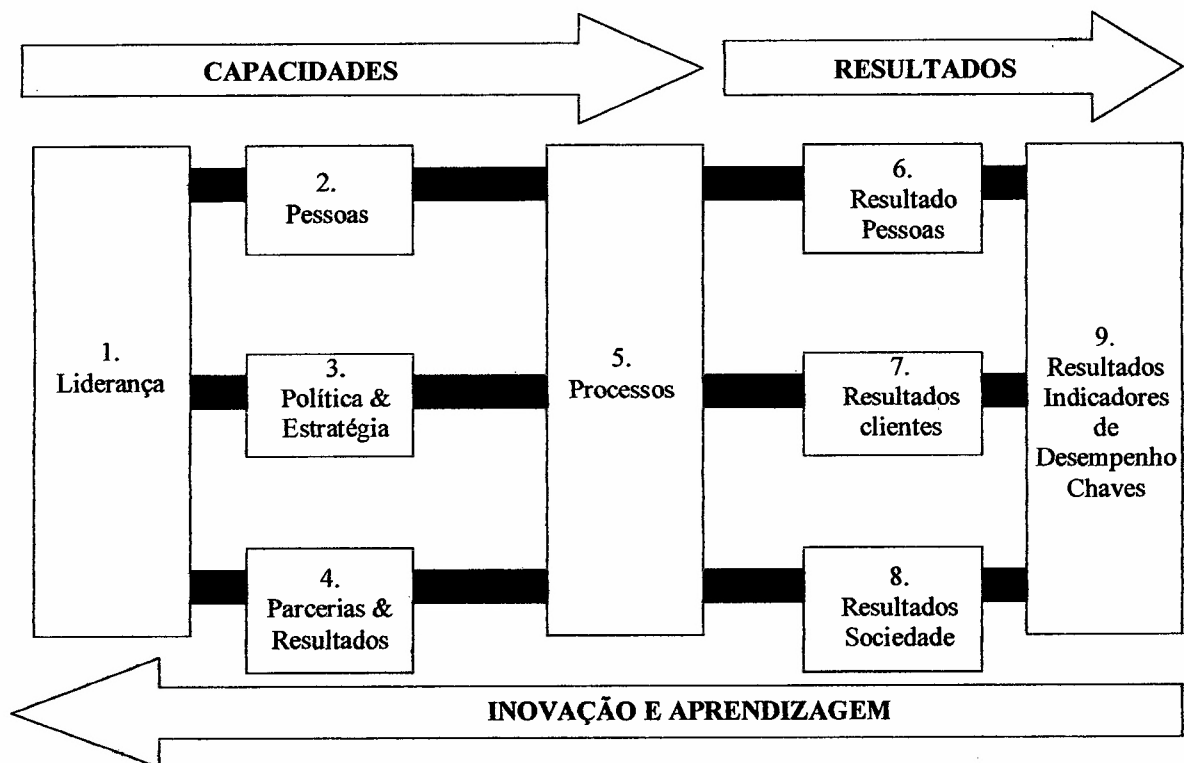 CAPACIDADES
RESULTADOS
1.
Liderança
2.
Pessoas
3.
Política &
Estratégia
4.
Parcerias &
Resultados
5.
Processos
6.
Resultado
Pessoas
7.
Resultados
clientes
8.
Resultados
Sociedade
9.
Resultados
Indicadores
de
Desempenho
Chaves
INOVAÇÃO E APRENDIZAGEM